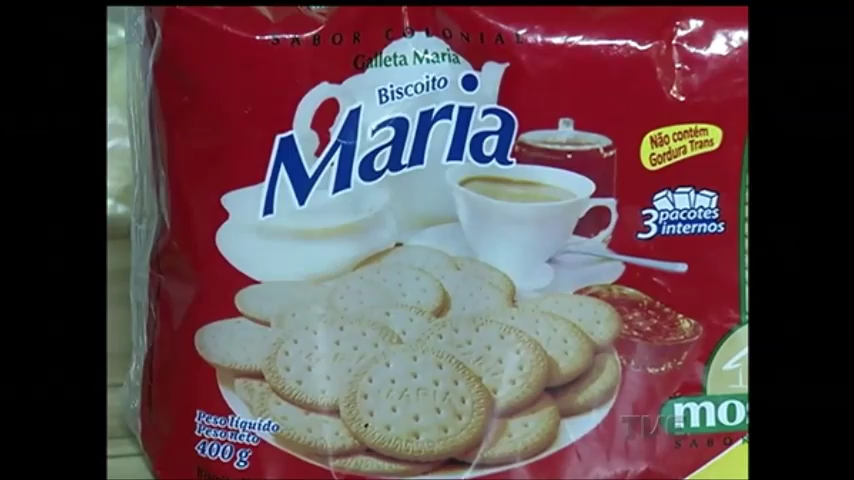 SABOR COLONIAL
Galleta Maria
Biscoito
Maria
Não contém
Gordura Trans
3 pacotes
internos
MARIA
Peso líquido
Peso neto
400 g
mos
SABOR